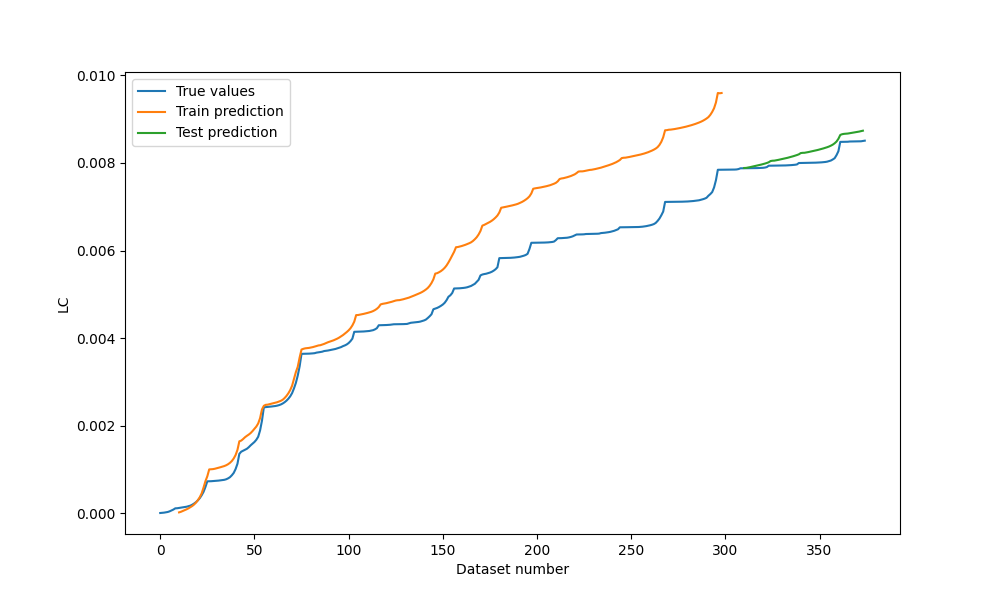 True values
Train prediction
Test prediction
0.010
0.008
0.006
0.004
0.002
0.000
LC
0 50 100 150 200 250 300 350
Dataset number